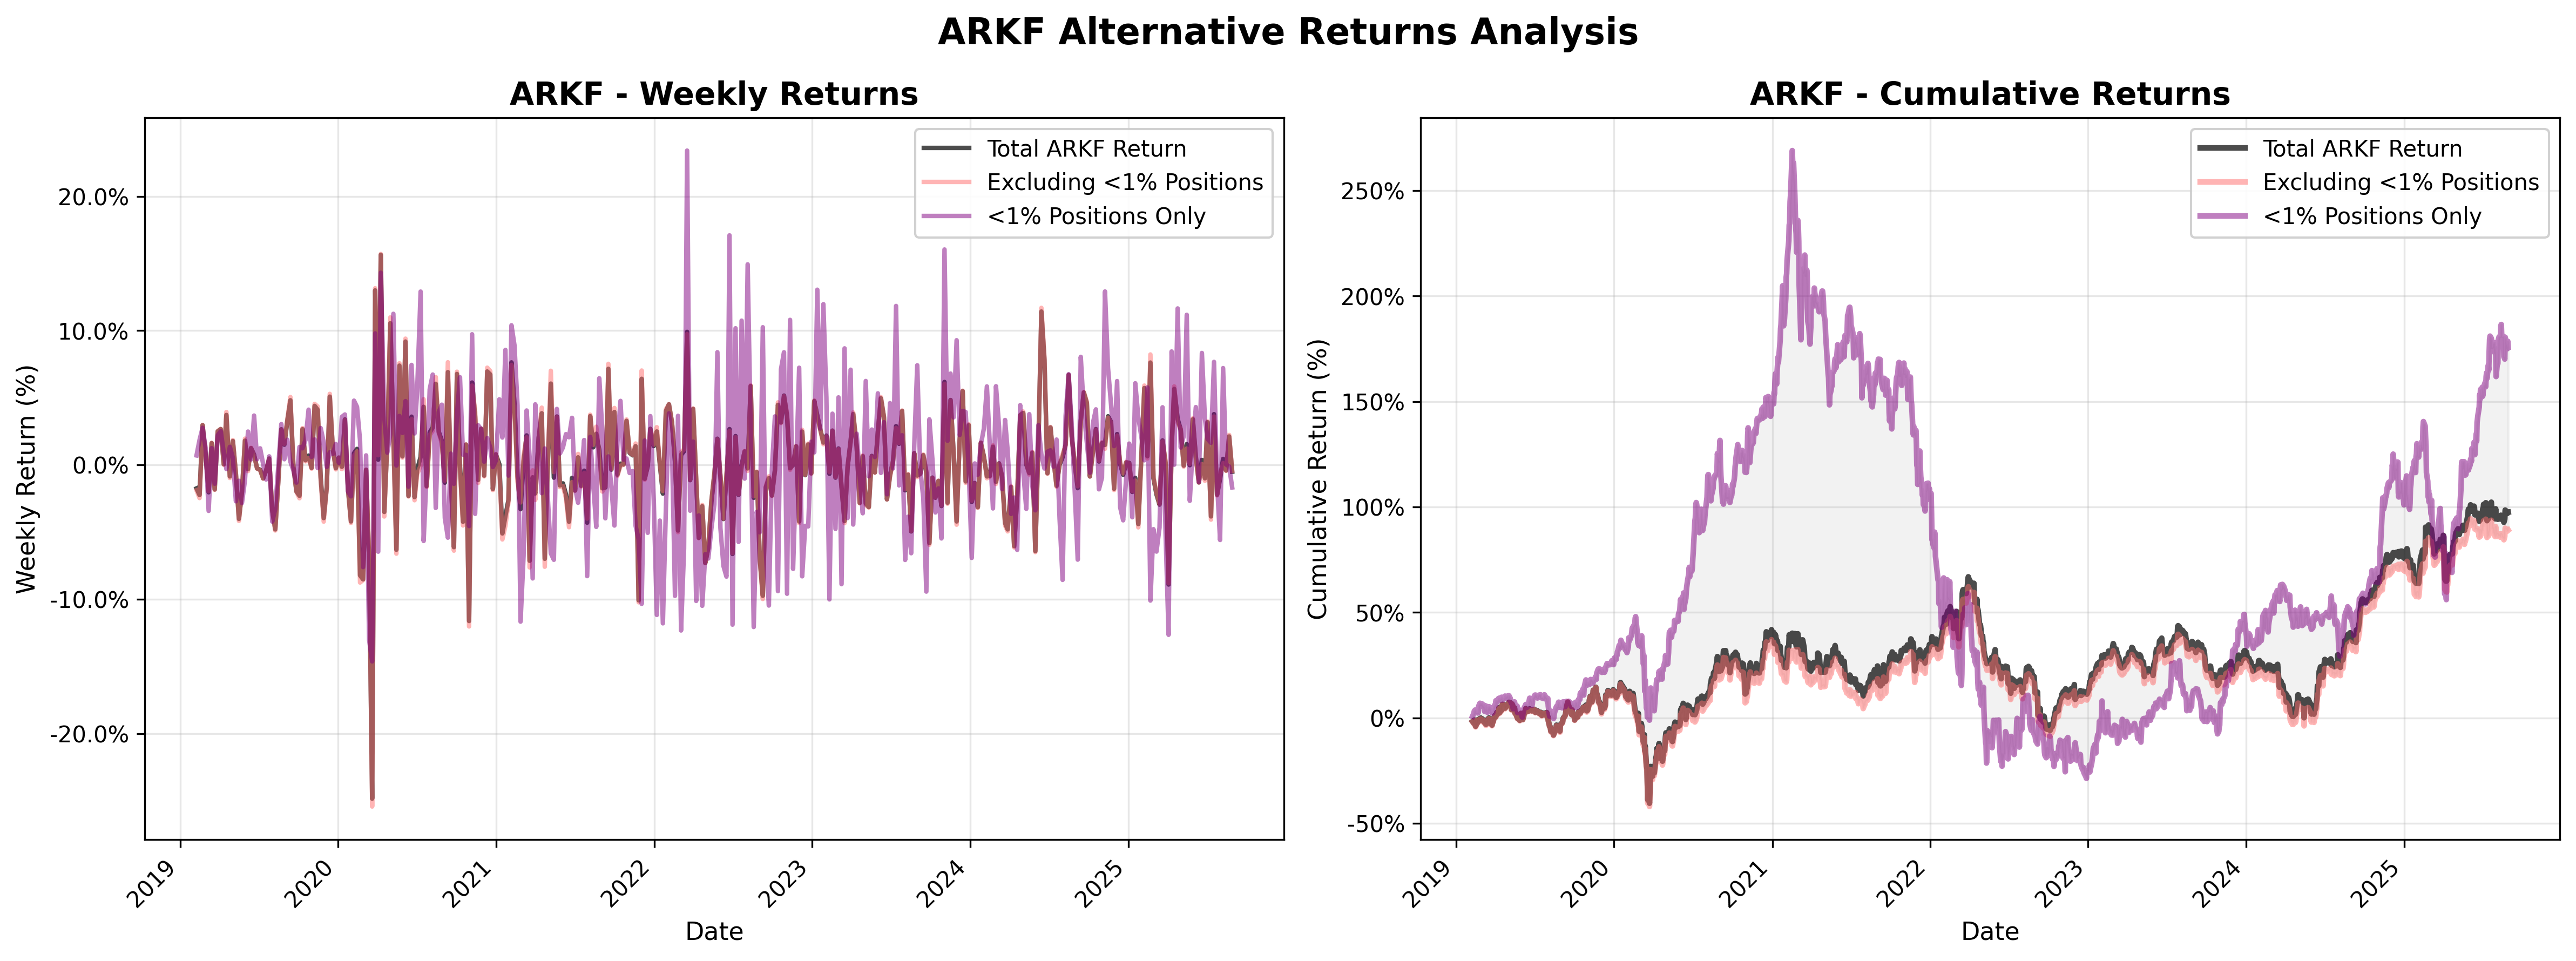 ARKF Alternative Returns Analysis
ARKF - Weekly Returns
Total ARKF Return
Excluding <1% Positions
<1% Positions Only
Weekly Return (%)
20.0%
10.0%
0.0%
-10.0%
-20.0%
2019
2020
2021
2022
2023
2024
2025
Date
ARKF - Cumulative Returns
Total ARKF Return
Excluding <1% Positions
<1% Positions Only
Cumulative Return (%)
250%
200%
150%
100%
50%
0%
-50%
2019
2020
2021
2022
2023
2024
2025
Date